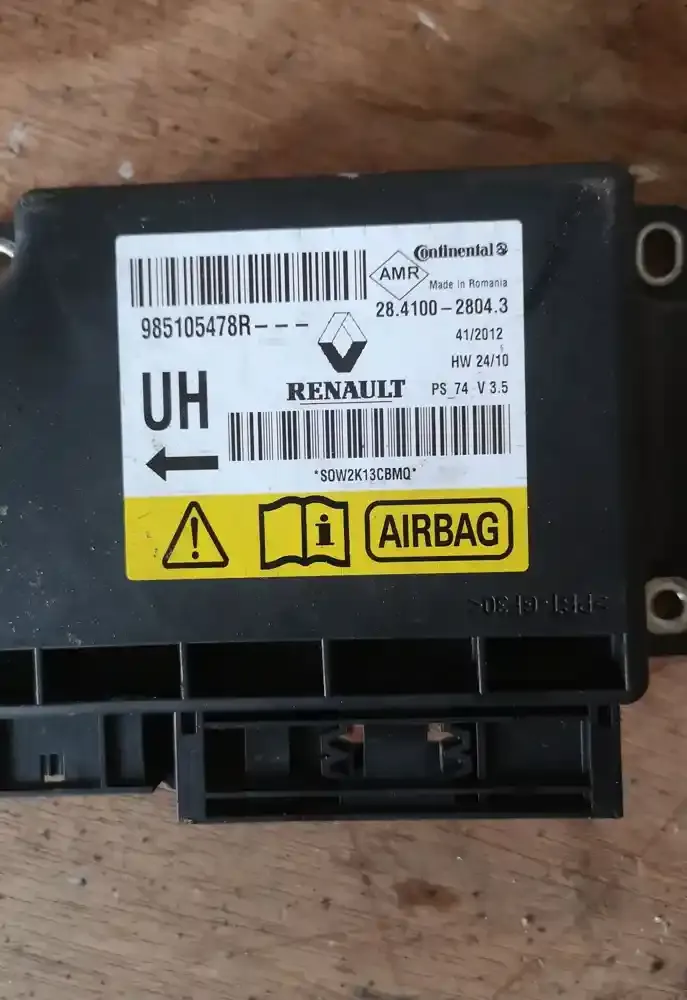 Continental
AMR
Made in Romania
985105478R---
28.4100-2804.3
41/2012
HW 24/10
UH
RENAULT
PS_74 V 3.5
*SOW2K13CBMQ*
i
AIRBAG